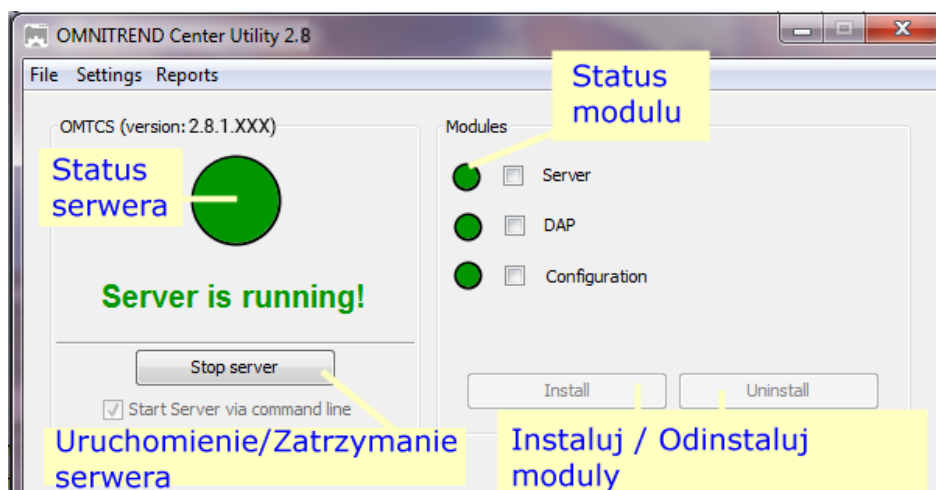 OMNITREND Center Utility 2.8
File Settings Reports
Status
modulu
OMTCS (version: 2.8.1.XXX)
Modules
Status
serwera
Server
DAP
Configuration
Server is running!
Stop server
Start Server via command line
Install
Uninstall
Uruchomienie/Zatrzymanie
serwera
Instaluj / Odinstaluj
moduly